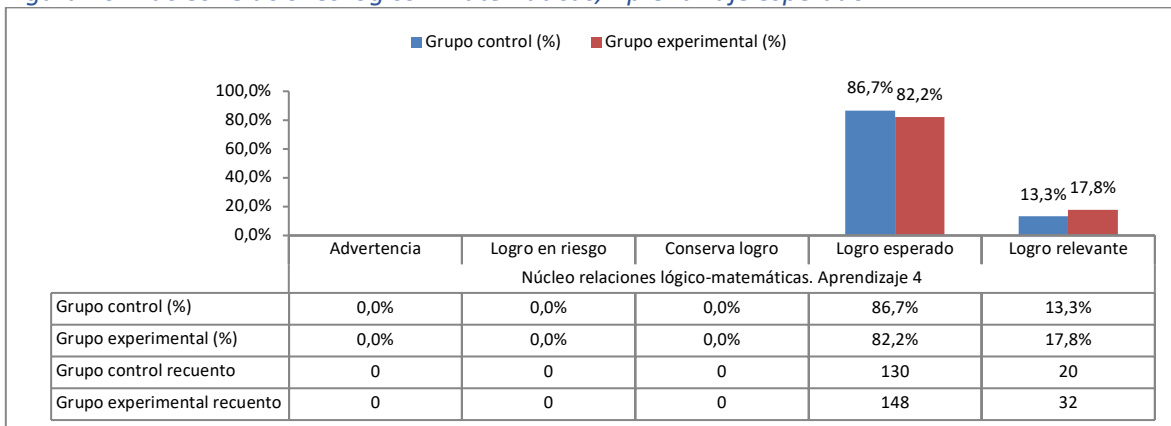 Grupo control (%) Grupo experimental (%)
100,0%
80,0%
60,0%
40,0%
20,0%
0,0%
86,7% 82,2%
13,3% 17,8%
Advertencia Logro en riesgo Conserva logro Logro esperado Logro relevante
Núcleo relaciones lógico-matemáticas. Aprendizaje 4
Grupo control (%) 0,0% 0,0% 0,0% 86,7% 13,3%
Grupo experimental (%) 0,0% 0,0% 0,0% 82,2% 17,8%
Grupo control recuento 0 0 0 130 20
Grupo experimental recuento 0 0 0 148 32